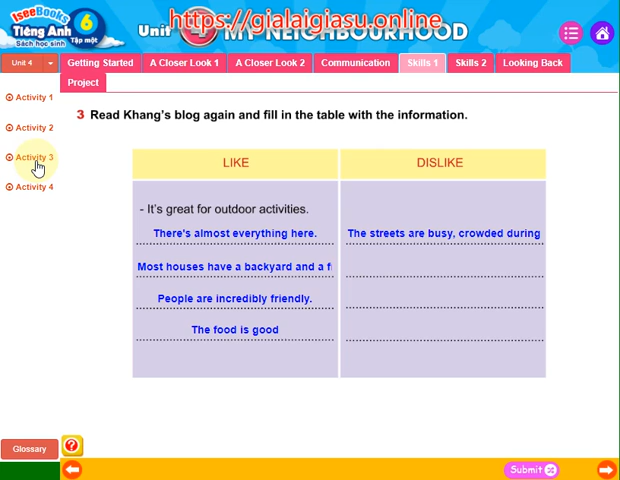 IseeBooks
Tiếng Anh 6
Sách học sinh Tập một
Unit 4 MY NEIGHBOURHOOD
https://gialaigiasu.online
Unit 4
Getting Started
A Closer Look 1
A Closer Look 2
Communication
Skills 1
Skills 2
Looking Back
Project
Activity 1
Activity 2
Activity 3
Activity 4
3 Read Khang's blog again and fill in the table with the information.
LIKE
DISLIKE
- It's great for outdoor activities.
There's almost everything here.
The streets are busy, crowded during
Most houses have a backyard and a f
People are incredibly friendly.
The food is good
Glossary
?
Submit